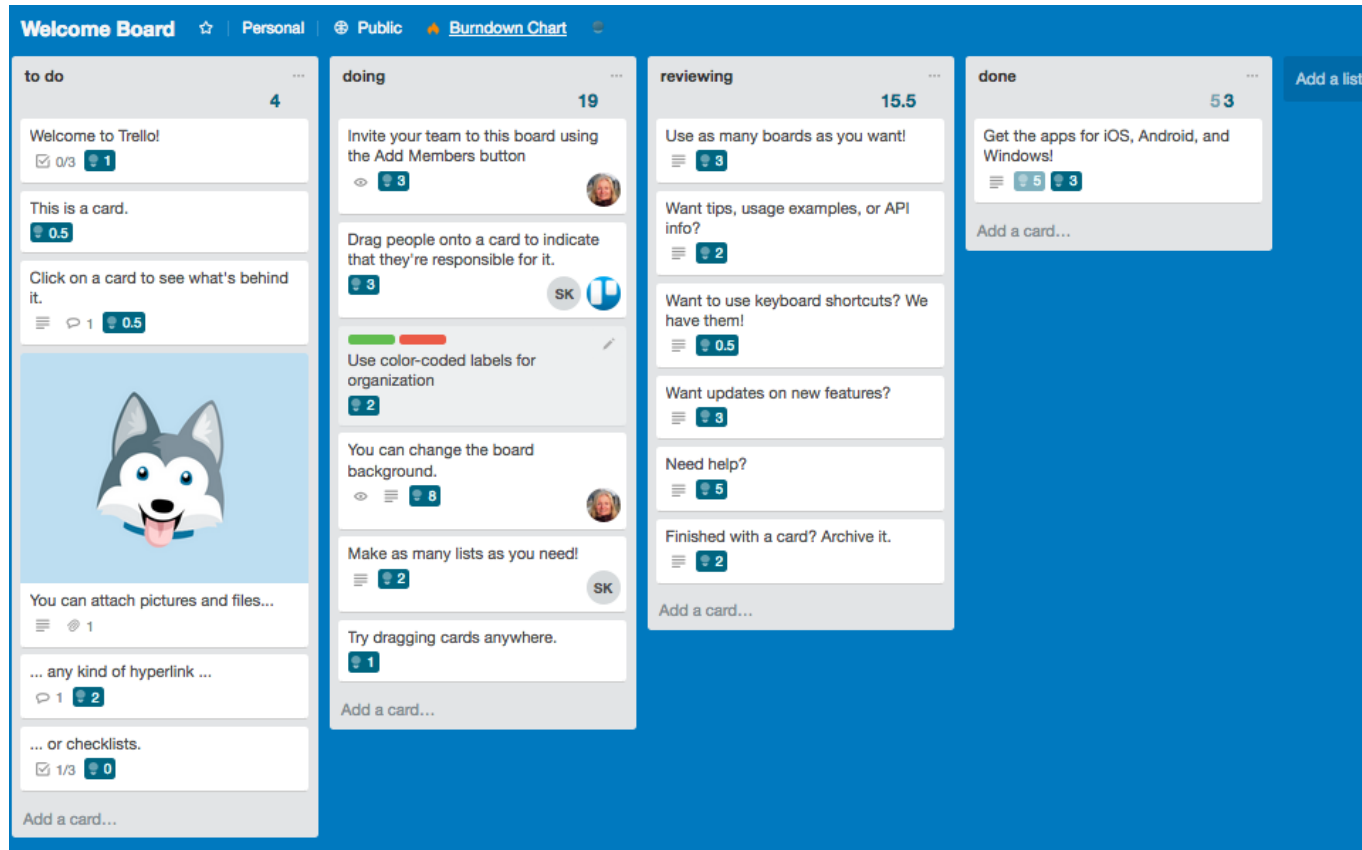 Welcome Board Personal Public Burndown Chart
to do
4
Welcome to Trello!
0/3 1
This is a card.
0.5
Click on a card to see what's behind
it.
1 0.5
You can attach pictures and files...
1
... any kind of hyperlink ...
1 2
... or checklists.
1/3 0
Add a card...
doing
19
Invite your team to this board using
the Add Members button
3
Drag people onto a card to indicate
that they're responsible for it.
3
SK
Use color-coded labels for
organization
2
You can change the board
background.
8
Make as many lists as you need!
2
SK
Try dragging cards anywhere.
1
Add a card...
reviewing
15.5
Use as many boards as you want!
3
Want tips, usage examples, or API
info?
2
Want to use keyboard shortcuts? We
have them!
0.5
Want updates on new features?
3
Need help?
5
Finished with a card? Archive it.
2
Add a card...
done
5 3
Get the apps for iOS, Android, and
Windows!
5 3
Add a card...
Add a list